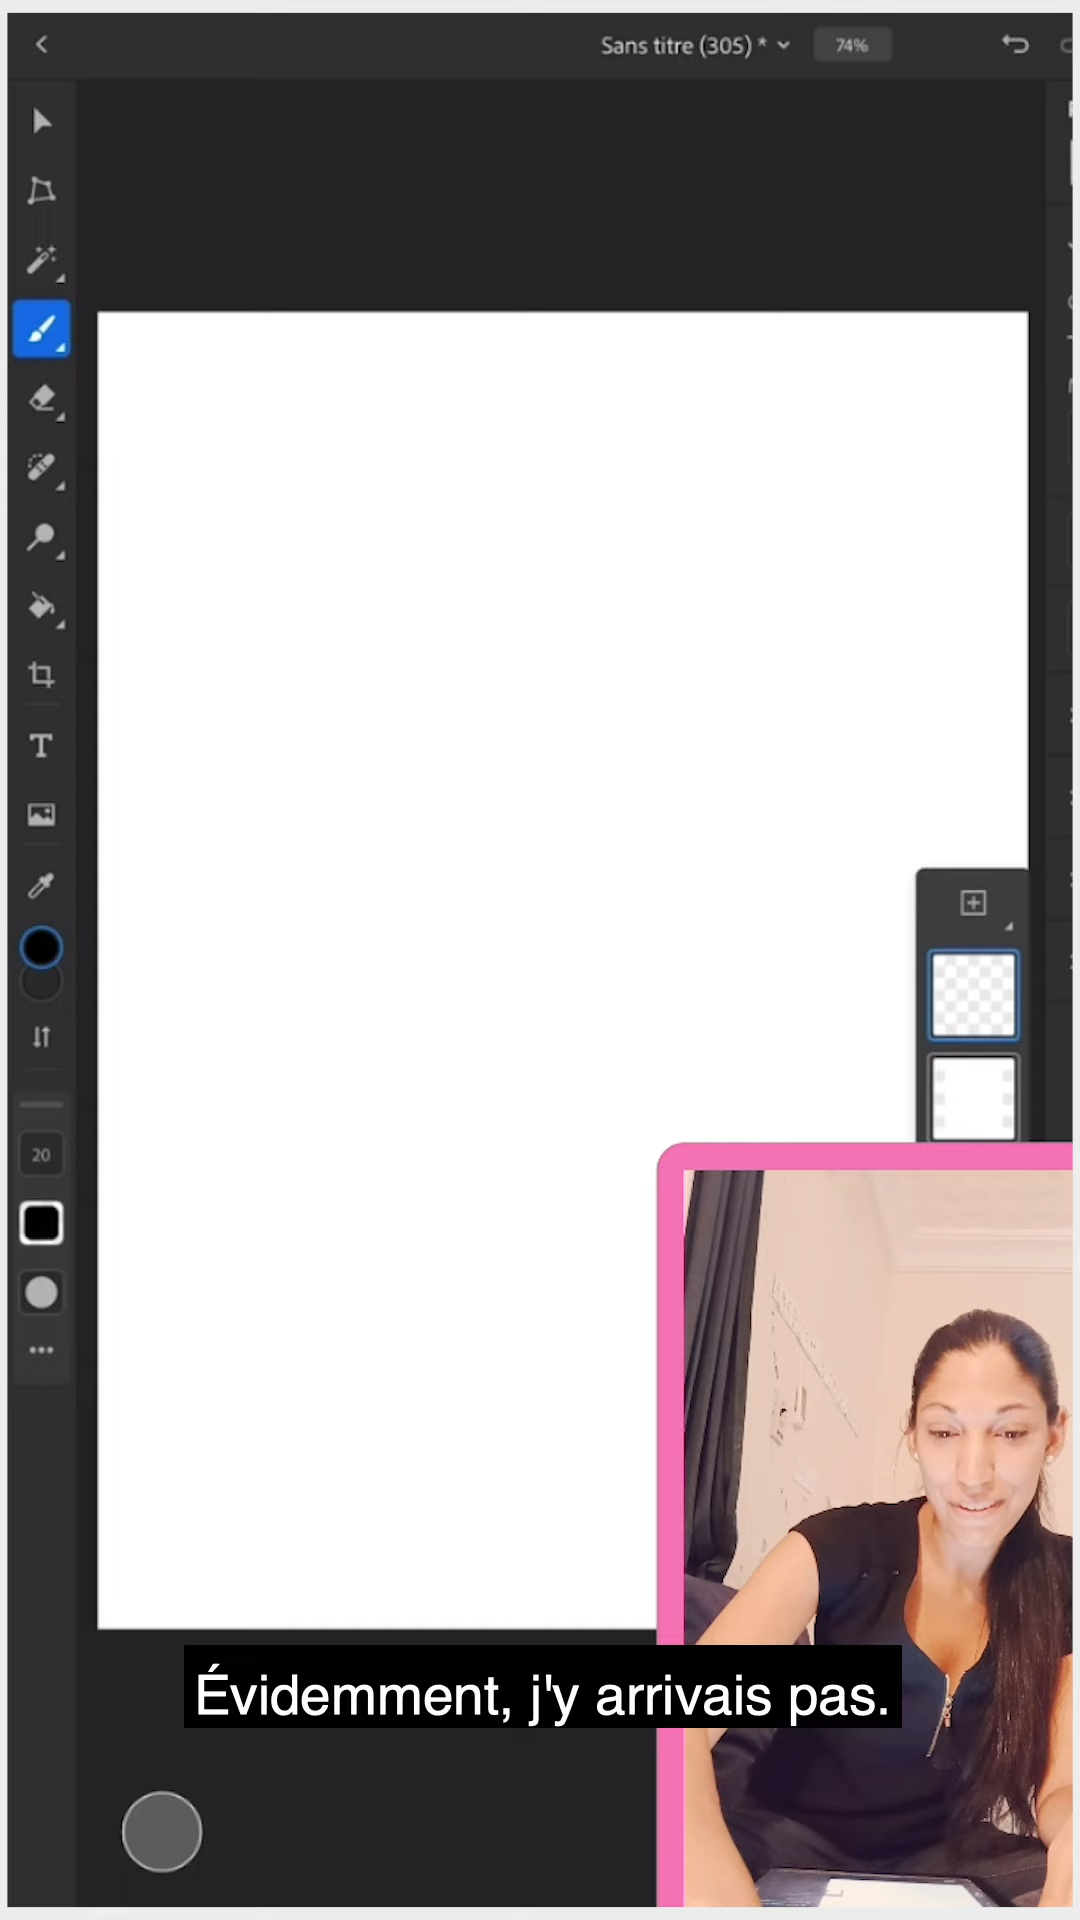 Sans titre (305) *
74%
T
20
Évidemment, j'y arrivais pas.